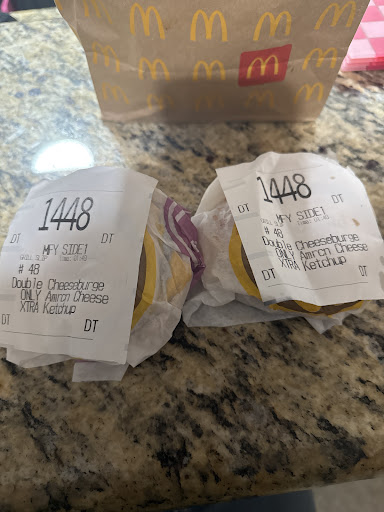 1448
DT
MFY SIDE1
DT
# 48
Double Cheeseburge
ONLY Amrcn Cheese
XTRA Ketchup
DT
DT
1448
DT
MFY SIDE1
# 48
Double Cheeseburge
ONLY Amrcn Cheese
XTRA Ketchup
DT
DT